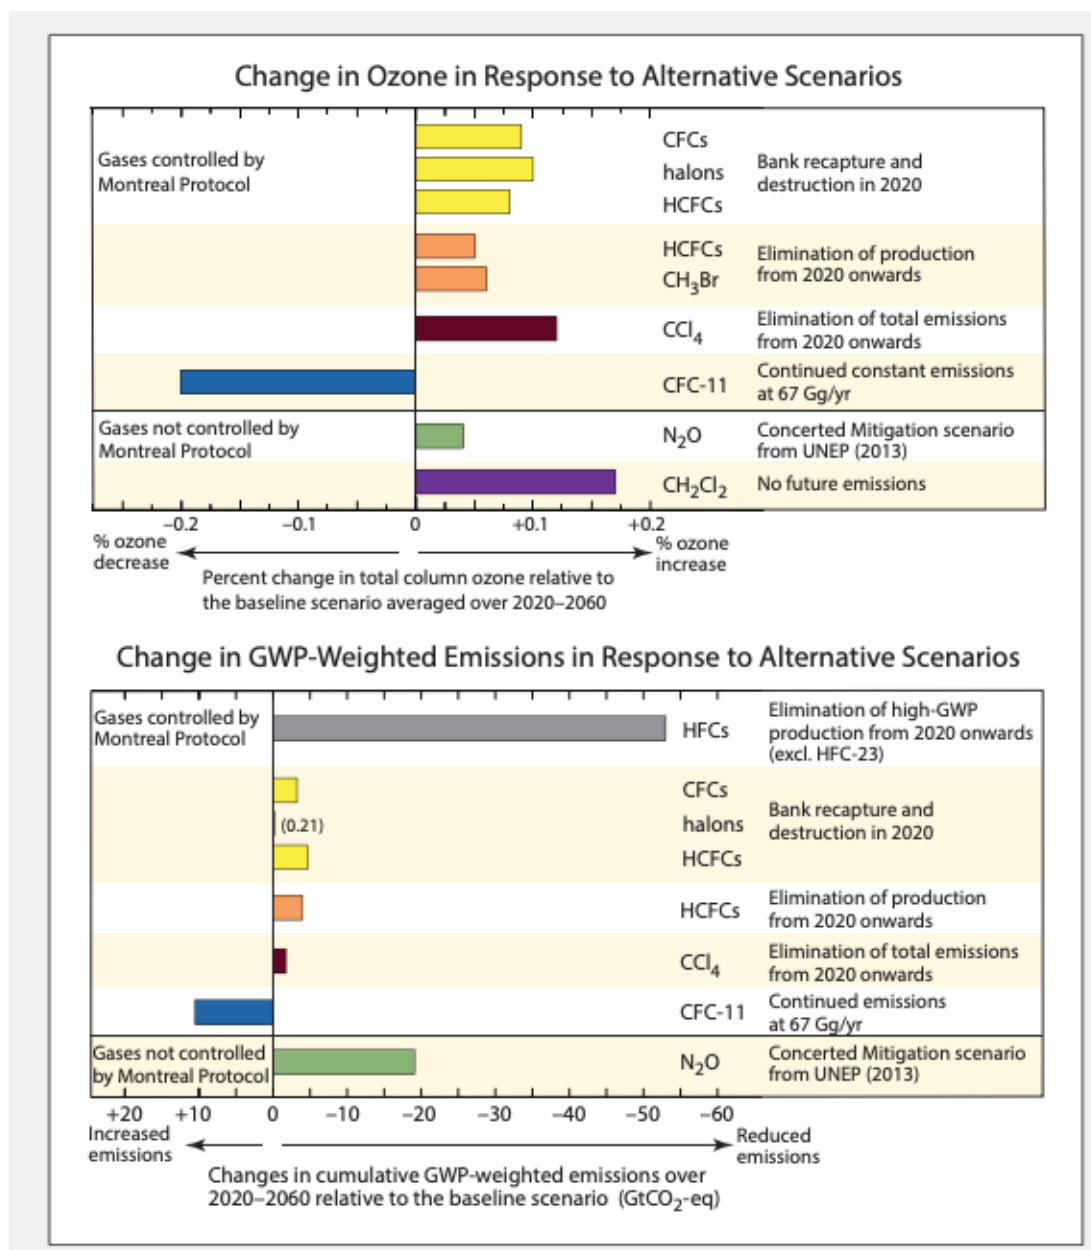 Change in Ozone in Response to Alternative Scenarios
Gases controlled by
Montreal Protocol
CFCs
halons
HCFCs
Bank recapture and
destruction in 2020
HCFCs
CH₃Br
Elimination of production
from 2020 onwards
CCl₄
Elimination of total emissions
from 2020 onwards
CFC-11
Continued constant emissions
at 67 Gg/yr
Gases not controlled by
Montreal Protocol
N₂O
Concerted Mitigation scenario
from UNEP (2013)
CH₂Cl₂
No future emissions
−0.2 −0.1 0 +0.1 +0.2
% ozone
decrease
% ozone
increase
Percent change in total column ozone relative to
the baseline scenario averaged over 2020–2060
Change in GWP-Weighted Emissions in Response to Alternative Scenarios
Gases controlled by
Montreal Protocol
HFCs
Elimination of high-GWP
production from 2020 onwards
(excl. HFC-23)
CFCs
(0.21)
halons
HCFCs
Bank recapture and
destruction in 2020
HCFCs
Elimination of production
from 2020 onwards
CCl₄
Elimination of total emissions
from 2020 onwards
CFC-11
Continued emissions
at 67 Gg/yr
Gases not controlled
by Montreal Protocol
N₂O
Concerted Mitigation scenario
from UNEP (2013)
+20 +10 0 −10 −20 −30 −40 −50 −60
Increased
emissions
Reduced
emissions
Changes in cumulative GWP-weighted emissions over
2020–2060 relative to the baseline scenario (GtCO₂-eq)